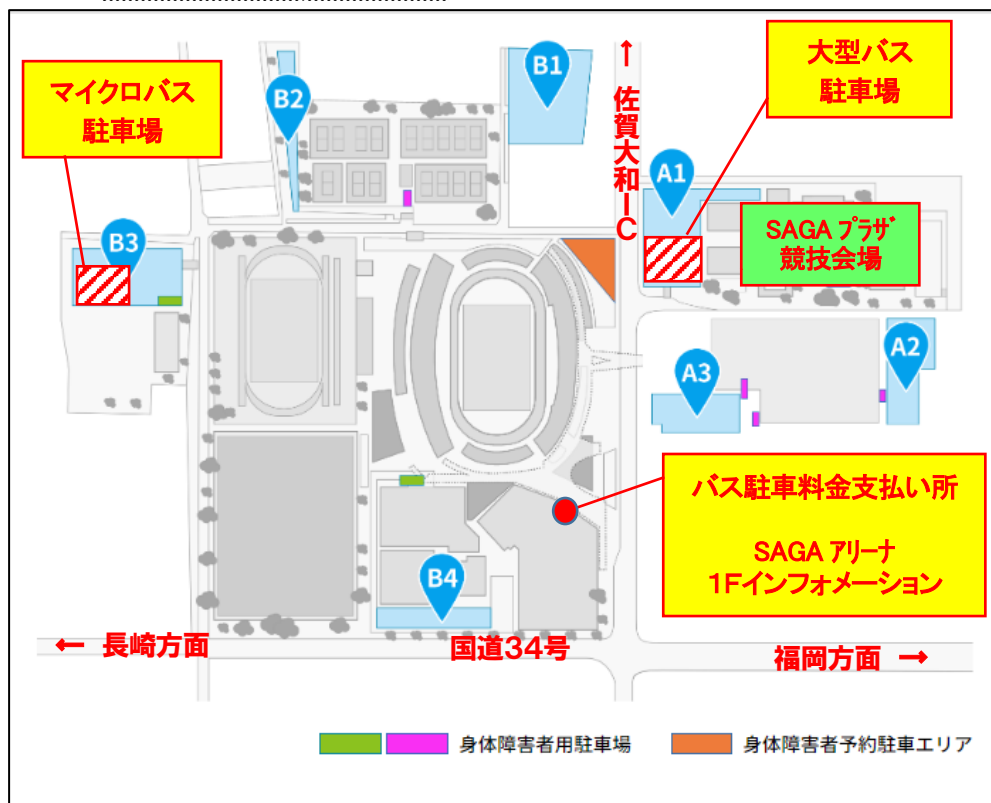 マイクロバス
駐車場
B2
B1
↑
佐賀大和IC
大型バス
駐車場
A1
SAGA プラザ
競技会場
B3
A3
A2
バス駐車料金支払い所
SAGA アリーナ
1Fインフォメーション
B4
← 長崎方面
国道34号
福岡方面 →
身体障害者用駐車場
身体障害者予約駐車エリア